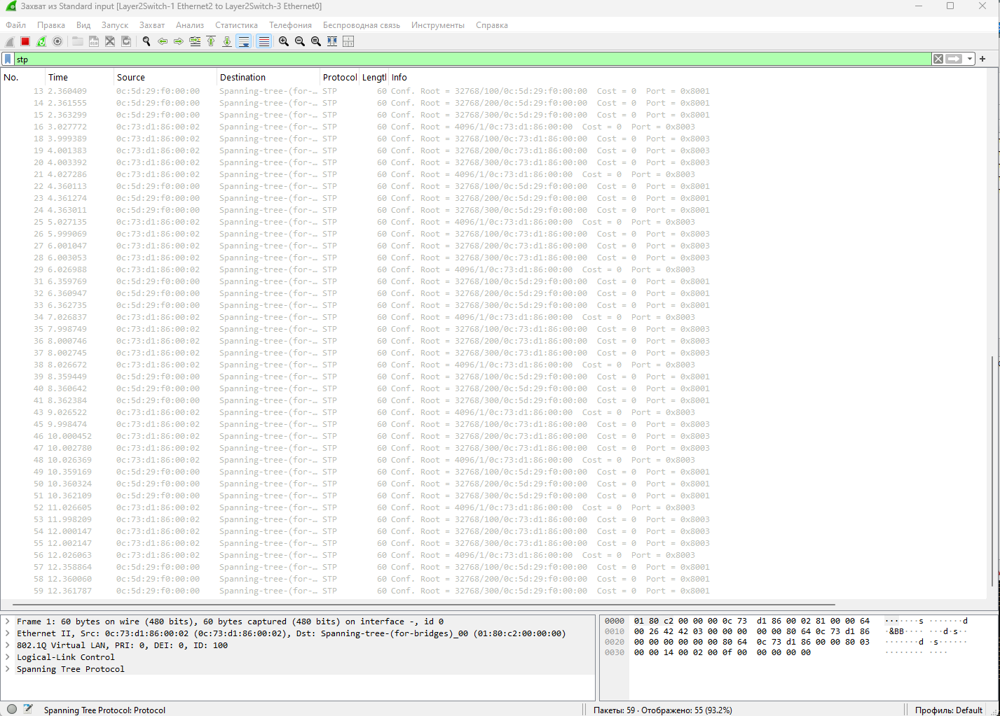 Захват из Standard input [Layer2Switch-1 Ethernet2 to Layer2Switch-3 Ethernet0]
Файл Правка Вид Запуск Захват Анализ Статистика Телефония Беспроводная связь Инструменты Справка
stp
No. Time Source Destination Protocol Lengtl Info
13 2.360409 0c:5d:29:f0:00:00 Spanning-tree-(for-… STP 60 Conf. Root = 32768/100/0c:5d:29:f0:00:00 Cost = 0 Port = 0x8001
14 2.361555 0c:5d:29:f0:00:00 Spanning-tree-(for-… STP 60 Conf. Root = 32768/200/0c:5d:29:f0:00:00 Cost = 0 Port = 0x8001
15 2.363299 0c:5d:29:f0:00:00 Spanning-tree-(for-… STP 60 Conf. Root = 32768/300/0c:5d:29:f0:00:00 Cost = 0 Port = 0x8001
16 3.027772 0c:73:d1:86:00:02 Spanning-tree-(for-… STP 60 Conf. Root = 4096/1/0c:73:d1:86:00:00 Cost = 0 Port = 0x8003
18 3.999389 0c:73:d1:86:00:02 Spanning-tree-(for-… STP 60 Conf. Root = 32768/100/0c:73:d1:86:00:00 Cost = 0 Port = 0x8003
19 4.001383 0c:73:d1:86:00:02 Spanning-tree-(for-… STP 60 Conf. Root = 32768/200/0c:73:d1:86:00:00 Cost = 0 Port = 0x8003
20 4.003392 0c:73:d1:86:00:02 Spanning-tree-(for-… STP 60 Conf. Root = 32768/300/0c:73:d1:86:00:00 Cost = 0 Port = 0x8003
21 4.027286 0c:73:d1:86:00:02 Spanning-tree-(for-… STP 60 Conf. Root = 4096/1/0c:73:d1:86:00:00 Cost = 0 Port = 0x8003
22 4.360113 0c:5d:29:f0:00:00 Spanning-tree-(for-… STP 60 Conf. Root = 32768/100/0c:5d:29:f0:00:00 Cost = 0 Port = 0x8001
23 4.361274 0c:5d:29:f0:00:00 Spanning-tree-(for-… STP 60 Conf. Root = 32768/200/0c:5d:29:f0:00:00 Cost = 0 Port = 0x8001
24 4.363011 0c:5d:29:f0:00:00 Spanning-tree-(for-… STP 60 Conf. Root = 32768/300/0c:5d:29:f0:00:00 Cost = 0 Port = 0x8001
25 5.027135 0c:73:d1:86:00:02 Spanning-tree-(for-… STP 60 Conf. Root = 4096/1/0c:73:d1:86:00:00 Cost = 0 Port = 0x8003
26 5.999069 0c:73:d1:86:00:02 Spanning-tree-(for-… STP 60 Conf. Root = 32768/100/0c:73:d1:86:00:00 Cost = 0 Port = 0x8003
27 6.001047 0c:73:d1:86:00:02 Spanning-tree-(for-… STP 60 Conf. Root = 32768/200/0c:73:d1:86:00:00 Cost = 0 Port = 0x8003
28 6.003053 0c:73:d1:86:00:02 Spanning-tree-(for-… STP 60 Conf. Root = 32768/300/0c:73:d1:86:00:00 Cost = 0 Port = 0x8003
29 6.026988 0c:73:d1:86:00:02 Spanning-tree-(for-… STP 60 Conf. Root = 4096/1/0c:73:d1:86:00:00 Cost = 0 Port = 0x8003
31 6.359769 0c:5d:29:f0:00:00 Spanning-tree-(for-… STP 60 Conf. Root = 32768/100/0c:5d:29:f0:00:00 Cost = 0 Port = 0x8001
32 6.360947 0c:5d:29:f0:00:00 Spanning-tree-(for-… STP 60 Conf. Root = 32768/200/0c:5d:29:f0:00:00 Cost = 0 Port = 0x8001
33 6.362735 0c:5d:29:f0:00:00 Spanning-tree-(for-… STP 60 Conf. Root = 32768/300/0c:5d:29:f0:00:00 Cost = 0 Port = 0x8001
34 7.026837 0c:73:d1:86:00:02 Spanning-tree-(for-… STP 60 Conf. Root = 4096/1/0c:73:d1:86:00:00 Cost = 0 Port = 0x8003
35 7.998749 0c:73:d1:86:00:02 Spanning-tree-(for-… STP 60 Conf. Root = 32768/100/0c:73:d1:86:00:00 Cost = 0 Port = 0x8003
36 8.000746 0c:73:d1:86:00:02 Spanning-tree-(for-… STP 60 Conf. Root = 32768/200/0c:73:d1:86:00:00 Cost = 0 Port = 0x8003
37 8.002745 0c:73:d1:86:00:02 Spanning-tree-(for-… STP 60 Conf. Root = 32768/300/0c:73:d1:86:00:00 Cost = 0 Port = 0x8003
38 8.026672 0c:73:d1:86:00:02 Spanning-tree-(for-… STP 60 Conf. Root = 4096/1/0c:73:d1:86:00:00 Cost = 0 Port = 0x8003
39 8.359449 0c:5d:29:f0:00:00 Spanning-tree-(for-… STP 60 Conf. Root = 32768/100/0c:5d:29:f0:00:00 Cost = 0 Port = 0x8001
40 8.360642 0c:5d:29:f0:00:00 Spanning-tree-(for-… STP 60 Conf. Root = 32768/200/0c:5d:29:f0:00:00 Cost = 0 Port = 0x8001
41 8.362384 0c:5d:29:f0:00:00 Spanning-tree-(for-… STP 60 Conf. Root = 32768/300/0c:5d:29:f0:00:00 Cost = 0 Port = 0x8001
43 9.026522 0c:73:d1:86:00:02 Spanning-tree-(for-… STP 60 Conf. Root = 4096/1/0c:73:d1:86:00:00 Cost = 0 Port = 0x8003
45 9.998474 0c:73:d1:86:00:02 Spanning-tree-(for-… STP 60 Conf. Root = 32768/100/0c:73:d1:86:00:00 Cost = 0 Port = 0x8003
46 10.000452 0c:73:d1:86:00:02 Spanning-tree-(for-… STP 60 Conf. Root = 32768/200/0c:73:d1:86:00:00 Cost = 0 Port = 0x8003
47 10.002780 0c:73:d1:86:00:02 Spanning-tree-(for-… STP 60 Conf. Root = 32768/300/0c:73:d1:86:00:00 Cost = 0 Port = 0x8003
48 10.026369 0c:73:d1:86:00:02 Spanning-tree-(for-… STP 60 Conf. Root = 4096/1/0c:73:d1:86:00:00 Cost = 0 Port = 0x8003
49 10.359169 0c:5d:29:f0:00:00 Spanning-tree-(for-… STP 60 Conf. Root = 32768/100/0c:5d:29:f0:00:00 Cost = 0 Port = 0x8001
50 10.360324 0c:5d:29:f0:00:00 Spanning-tree-(for-… STP 60 Conf. Root = 32768/200/0c:5d:29:f0:00:00 Cost = 0 Port = 0x8001
51 10.362109 0c:5d:29:f0:00:00 Spanning-tree-(for-… STP 60 Conf. Root = 32768/300/0c:5d:29:f0:00:00 Cost = 0 Port = 0x8001
52 11.026605 0c:73:d1:86:00:02 Spanning-tree-(for-… STP 60 Conf. Root = 4096/1/0c:73:d1:86:00:00 Cost = 0 Port = 0x8003
53 11.998209 0c:73:d1:86:00:02 Spanning-tree-(for-… STP 60 Conf. Root = 32768/100/0c:73:d1:86:00:00 Cost = 0 Port = 0x8003
54 12.000147 0c:73:d1:86:00:02 Spanning-tree-(for-… STP 60 Conf. Root = 32768/200/0c:73:d1:86:00:00 Cost = 0 Port = 0x8003
55 12.002147 0c:73:d1:86:00:02 Spanning-tree-(for-… STP 60 Conf. Root = 32768/300/0c:73:d1:86:00:00 Cost = 0 Port = 0x8003
56 12.026063 0c:73:d1:86:00:02 Spanning-tree-(for-… STP 60 Conf. Root = 4096/1/0c:73:d1:86:00:00 Cost = 0 Port = 0x8003
57 12.358864 0c:5d:29:f0:00:00 Spanning-tree-(for-… STP 60 Conf. Root = 32768/100/0c:5d:29:f0:00:00 Cost = 0 Port = 0x8001
58 12.360060 0c:5d:29:f0:00:00 Spanning-tree-(for-… STP 60 Conf. Root = 32768/200/0c:5d:29:f0:00:00 Cost = 0 Port = 0x8001
59 12.361787 0c:5d:29:f0:00:00 Spanning-tree-(for-… STP 60 Conf. Root = 32768/300/0c:5d:29:f0:00:00 Cost = 0 Port = 0x8001
Frame 1: 60 bytes on wire (480 bits), 60 bytes captured (480 bits) on interface -, id 0
Ethernet II, Src: 0c:73:d1:86:00:02 (0c:73:d1:86:00:02), Dst: Spanning-tree-(for-bridges)_00 (01:80:c2:00:00:00)
802.1Q Virtual LAN, PRI: 0, DEI: 0, ID: 100
Logical-Link Control
Spanning Tree Protocol
0000 01 80 c2 00 00 00 0c 73 d1 86 00 02 81 00 00 64 ·······s ·······d
0010 00 26 42 42 03 00 00 00 00 00 80 64 0c 73 d1 86 ·&BB···· ···d·s··
0020 00 00 00 00 00 00 80 64 0c 73 d1 86 00 00 80 03 ·······d ·s······
0030 00 00 14 00 02 00 0f 00 00 00 00 00 ········ ····
Spanning Tree Protocol: Protocol
Пакеты: 59 · Отображено: 55 (93.2%)
Профиль: Default